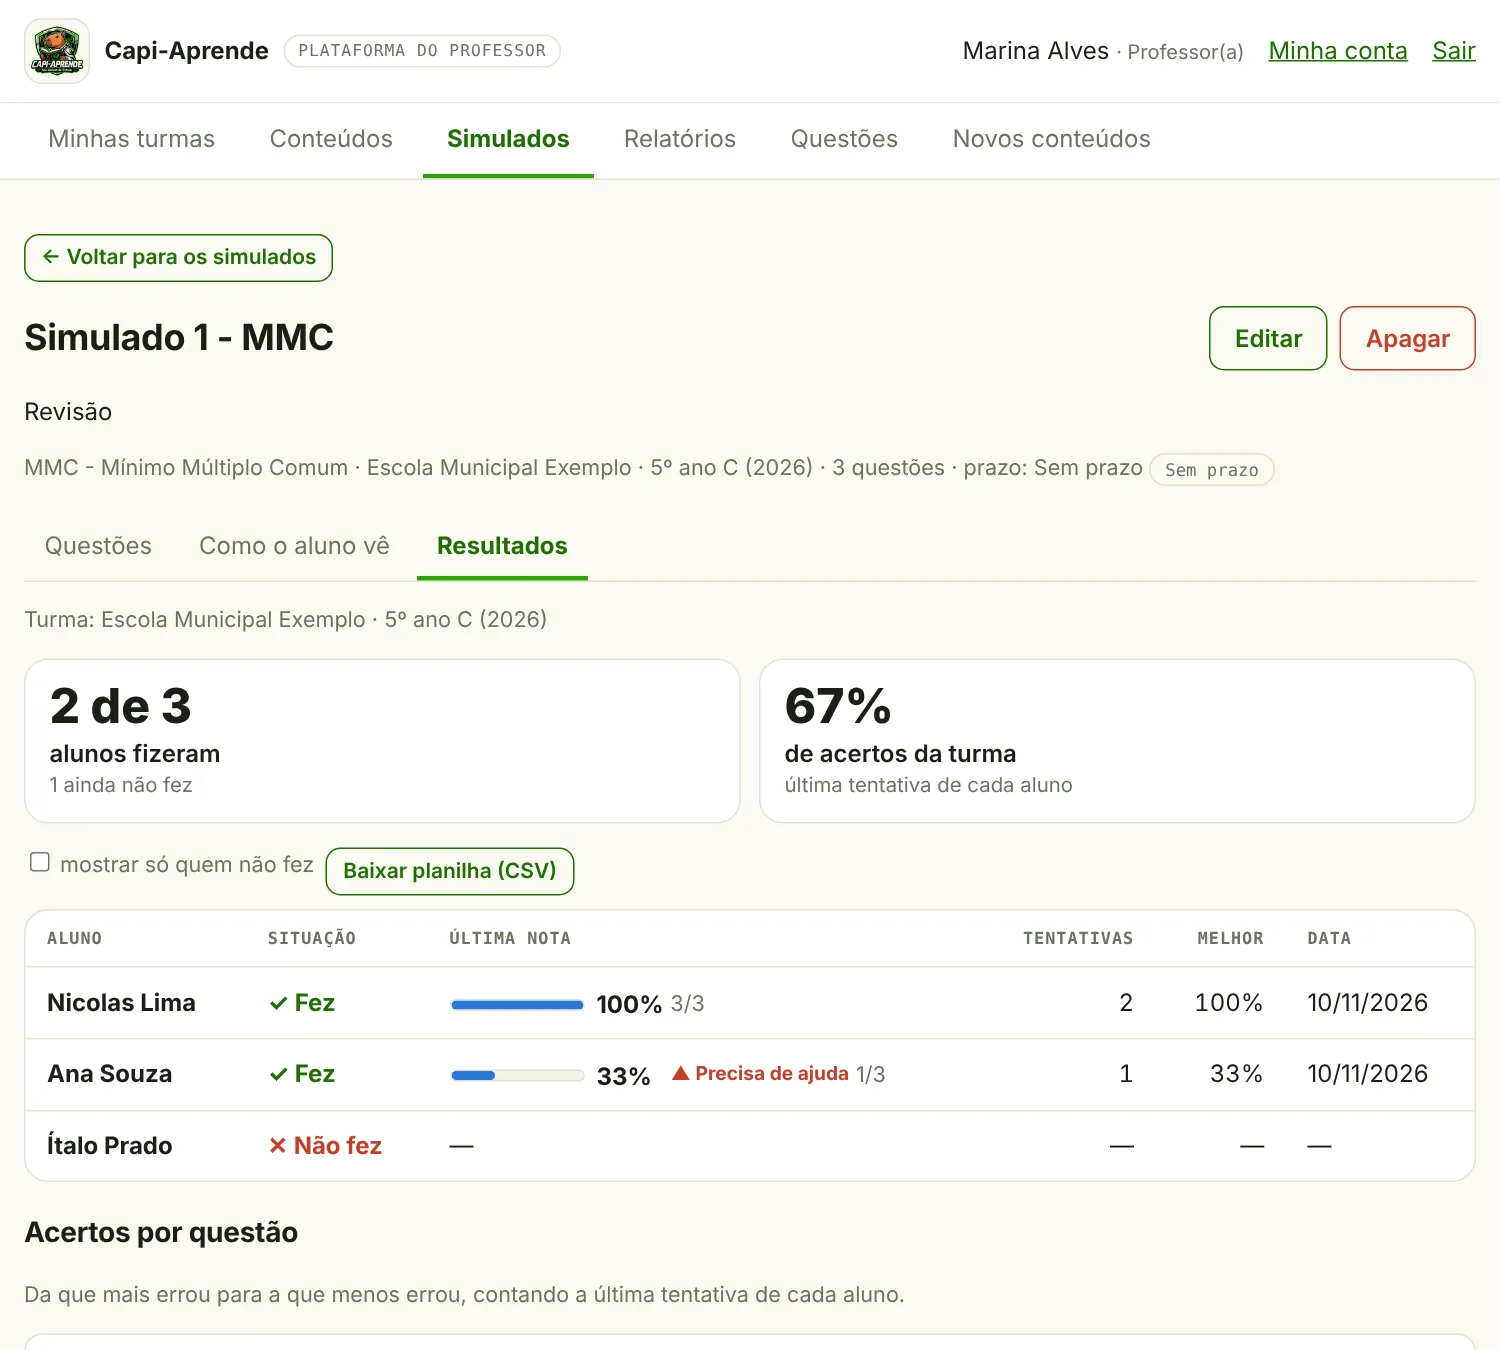 CAPI-APRENDE
Capi-Aprende
PLATAFORMA DO PROFESSOR
Marina Alves · Professor(a)
Minha conta
Sair
Minhas turmas
Conteúdos
Simulados
Relatórios
Questões
Novos conteúdos
← Voltar para os simulados
Simulado 1 - MMC
Editar
Apagar
Revisão
MMC - Mínimo Múltiplo Comum · Escola Municipal Exemplo · 5º ano C (2026) · 3 questões · prazo: Sem prazo Sem prazo
Questões
Como o aluno vê
Resultados
Turma: Escola Municipal Exemplo · 5º ano C (2026)
2 de 3
alunos fizeram
1 ainda não fez
67%
de acertos da turma
última tentativa de cada aluno
mostrar só quem não fez
Baixar planilha (CSV)
ALUNO SITUAÇÃO ÚLTIMA NOTA TENTATIVAS MELHOR DATA
Nicolas Lima ✓ Fez 100% 3/3 2 100% 10/11/2026
Ana Souza ✓ Fez 33% ▲ Precisa de ajuda 1/3 1 33% 10/11/2026
Ítalo Prado ✕ Não fez — — — —
Acertos por questão
Da que mais errou para a que menos errou, contando a última tentativa de cada aluno.